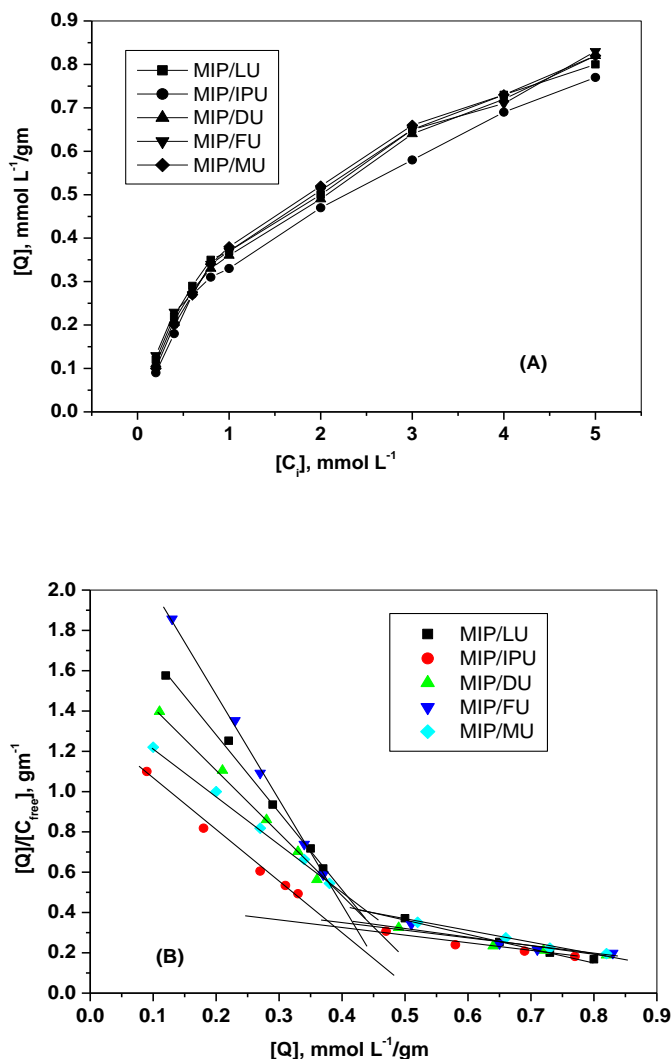 0.9
0.8
0.7
0.6
0.5
0.4
0.3
0.2
0.1
0.0
[Q], mmol L⁻¹/gm
MIP/LU
MIP/IPU
MIP/DU
MIP/FU
MIP/MU
(A)
0 1 2 3 4 5
[Cᵢ], mmol L⁻¹
2.0
1.8
1.6
1.4
1.2
1.0
0.8
0.6
0.4
0.2
0.0
[Q]/[C_free], gm⁻¹
MIP/LU
MIP/IPU
MIP/DU
MIP/FU
MIP/MU
(B)
0.0 0.1 0.2 0.3 0.4 0.5 0.6 0.7 0.8 0.9
[Q], mmol L⁻¹/gm